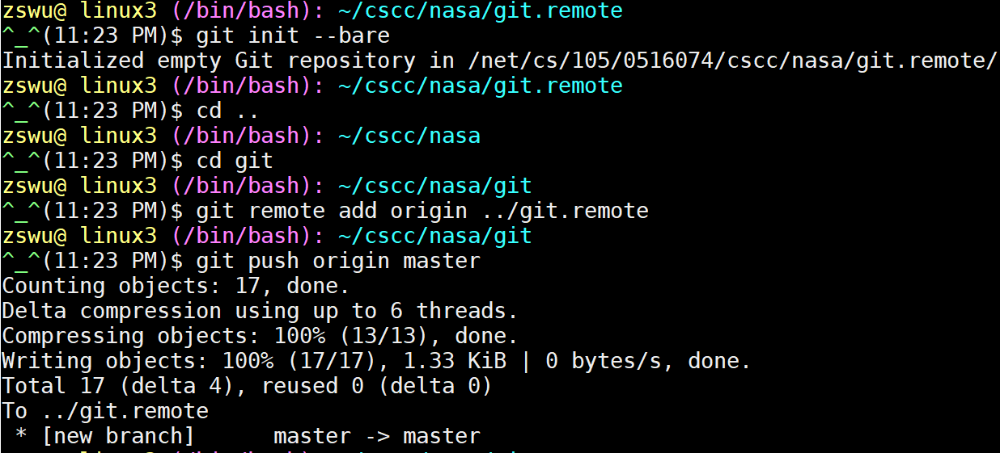 zswu@ linux3 (/bin/bash): ~/cscc/nasa/git.remote
^_^(11:23 PM)$ git init --bare
Initialized empty Git repository in /net/cs/105/0516074/cscc/nasa/git.remote/
zswu@ linux3 (/bin/bash): ~/cscc/nasa/git.remote
^_^(11:23 PM)$ cd ..
zswu@ linux3 (/bin/bash): ~/cscc/nasa
^_^(11:23 PM)$ cd git
zswu@ linux3 (/bin/bash): ~/cscc/nasa/git
^_^(11:23 PM)$ git remote add origin ../git.remote
zswu@ linux3 (/bin/bash): ~/cscc/nasa/git
^_^(11:23 PM)$ git push origin master
Counting objects: 17, done.
Delta compression using up to 6 threads.
Compressing objects: 100% (13/13), done.
Writing objects: 100% (17/17), 1.33 KiB | 0 bytes/s, done.
Total 17 (delta 4), reused 0 (delta 0)
To ../git.remote
 * [new branch]      master -> master